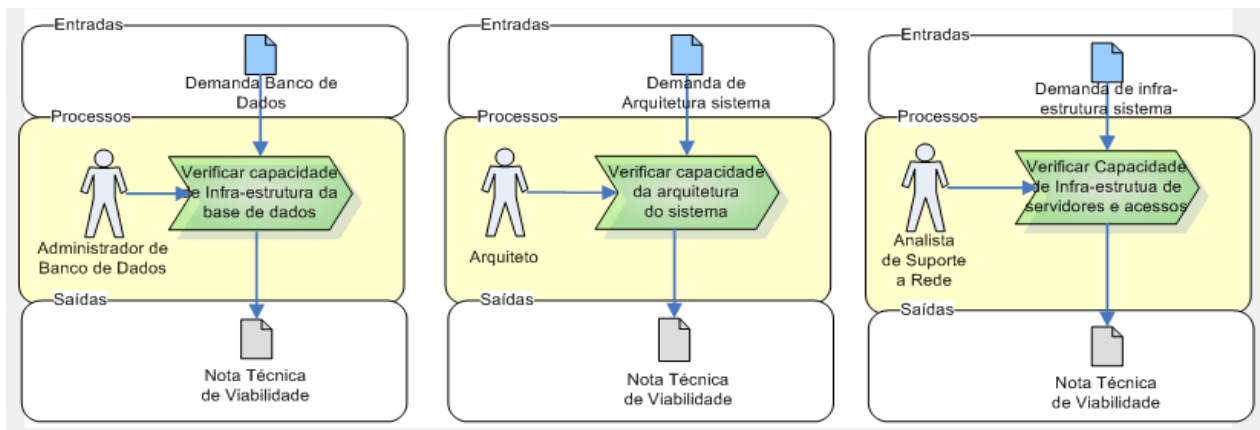 Entradas
Demanda Banco de
Dados
Processos
Verificar capacidade
de Infra-estrutura da
base de dados
Administrador de
Banco de Dados
Saídas
Nota Técnica
de Viabilidade
Entradas
Demanda de
Arquitetura sistema
Processos
Verificar capacidade
da arquitetura
do sistema
Arquiteto
Saídas
Nota Técnica
de Viabilidade
Entradas
Demanda de infra-
estrutura sistema
Processos
Verificar Capacidade
de Infra-estrutua de
servidores e acessos
Analista
de Suporte
a Rede
Saídas
Nota Técnica
de Viabilidade